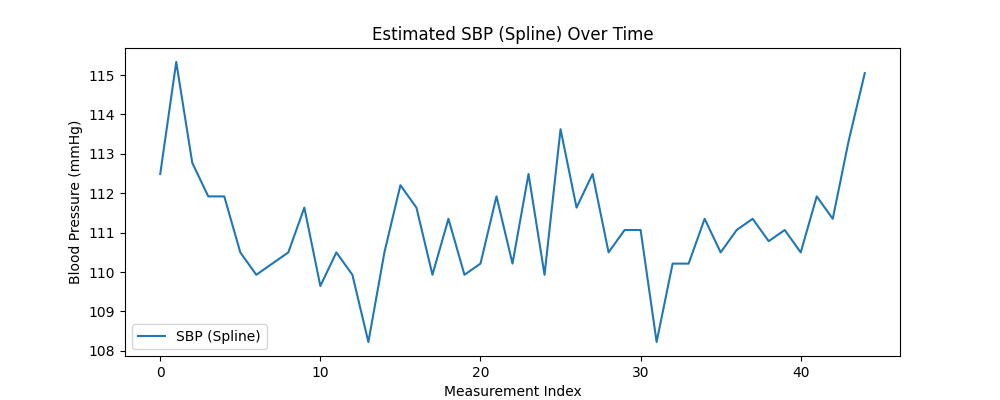 Estimated SBP (Spline) Over Time
Blood Pressure (mmHg)
115
114
113
112
111
110
109
108
SBP (Spline)
0 10 20 30 40
Measurement Index